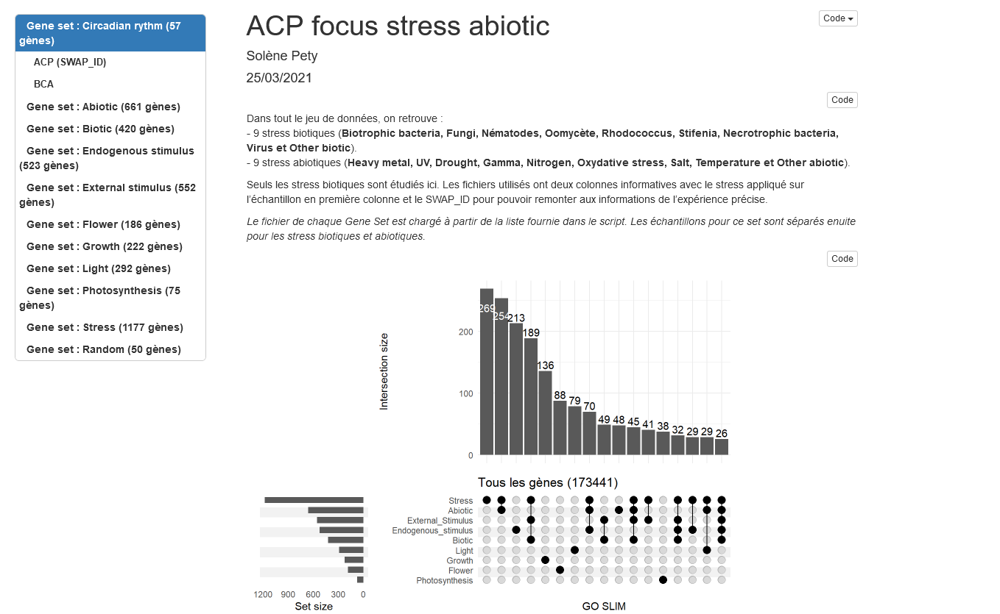 Gene set : Circadian rythm (57
gènes)
ACP (SWAP_ID)
BCA
Gene set : Abiotic (661 gènes)
Gene set : Biotic (420 gènes)
Gene set : Endogenous stimulus
(523 gènes)
Gene set : External stimulus (552
gènes)
Gene set : Flower (186 gènes)
Gene set : Growth (222 gènes)
Gene set : Light (292 gènes)
Gene set : Photosynthesis (75
gènes)
Gene set : Stress (1177 gènes)
Gene set : Random (50 gènes)
ACP focus stress abiotic
Code
Solène Pety
25/03/2021
Code
Dans tout le jeu de données, on retrouve :
- 9 stress biotiques (Biotrophic bacteria, Fungi, Nématodes, Oomycète, Rhodococcus, Stifenia, Necrotrophic bacteria,
Virus et Other biotic).
- 9 stress abiotiques (Heavy metal, UV, Drought, Gamma, Nitrogen, Oxydative stress, Salt, Temperature et Other abiotic).
Seuls les stress biotiques sont étudiés ici. Les fichiers utilisés ont deux colonnes informatives avec le stress appliqué sur
l'échantillon en première colonne et le SWAP_ID pour pouvoir remonter aux informations de l'expérience précise.
Le fichier de chaque Gene Set est chargé à partir de la liste fournie dans le script. Les échantillons pour ce set sont séparés enuite
pour les stress biotiques et abiotiques.
Code
Intersection size
200
100
0
269 254 213 189 136 88 79 70 49 48 45 41 38 32 29 29 26
Tous les gènes (173441)
Stress
Abiotic
External_Stimulus
Endogenous_stimulus
Biotic
Light
Growth
Flower
Photosynthesis
1200 900 600 300 0
Set size
GO SLIM